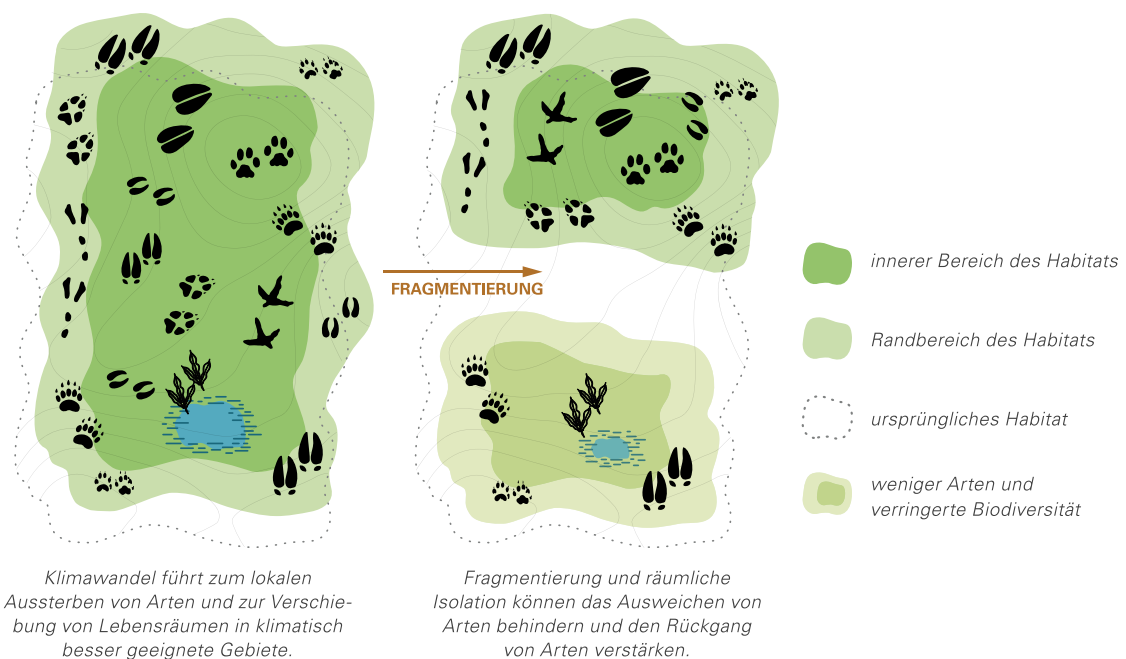 FRAGMENTIERUNG
innerer Bereich des Habitats
Randbereich des Habitats
ursprüngliches Habitat
weniger Arten und
verringerte Biodiversität
Klimawandel führt zum lokalen
Aussterben von Arten und zur Verschie-
bung von Lebensräumen in klimatisch
besser geeignete Gebiete.
Fragmentierung und räumliche
Isolation können das Ausweichen von
Arten behindern und den Rückgang
von Arten verstärken.